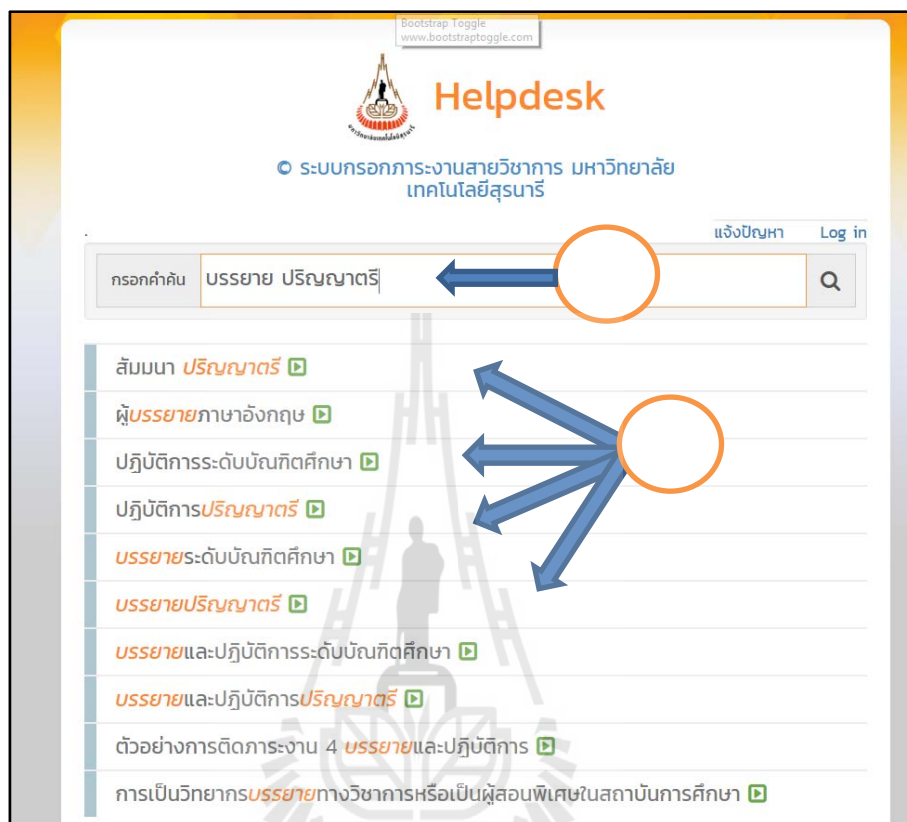 Bootstrap Toggle
www.bootstraptoggle.com
Helpdesk
© ระบบกรอกภาระงานสายวิชาการ มหาวิทยาลัย
เทคโนโลยีสุรนารี
.
แจ้งปัญหา Log in
กรอกคำค้น บรรยาย ปริญญาตรี
สัมมนา ปริญญาตรี
ผู้บรรยายภาษาอังกฤษ
ปฏิบัติการระดับบัณฑิตศึกษา
ปฏิบัติการปริญญาตรี
บรรยายระดับบัณฑิตศึกษา
บรรยายปริญญาตรี
บรรยายและปฏิบัติการระดับบัณฑิตศึกษา
บรรยายและปฏิบัติการปริญญาตรี
ตัวอย่างการติดภาระงาน 4 บรรยายและปฏิบัติการ
การเป็นวิทยากรบรรยายทางวิชาการหรือเป็นผู้สอนพิเศษในสถาบันการศึกษา